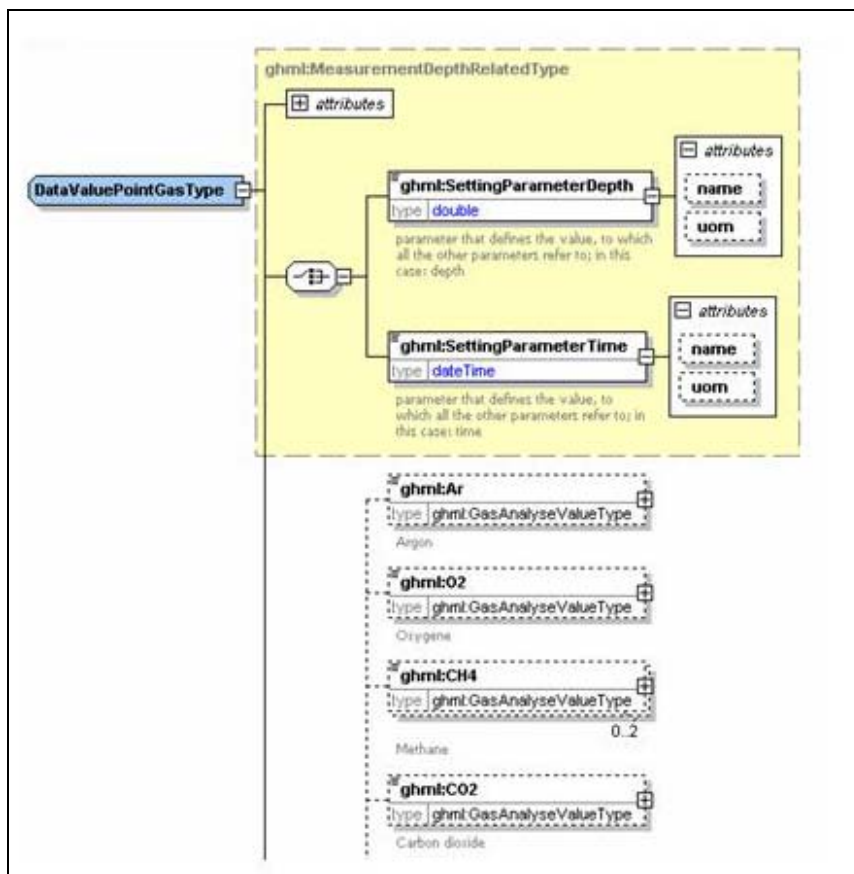 ghml:MeasurementDepthRelatedType
attributes
DataValuePointGasType
ghml:SettingParameterDepth
type double
parameter that defines the value, to which
all the other parameters refer to; in this
case: depth
attributes
name
uom
ghml:SettingParameterTime
type dateTime
parameter that defines the value, to
which all the other parameters refer to; in
this case: time
attributes
name
uom
ghml:Ar
type ghml:GasAnalyseValueType
Argon
ghml:O2
type ghml:GasAnalyseValueType
Oxygene
ghml:CH4
type ghml:GasAnalyseValueType
0..2
Methane
ghml:CO2
type ghml:GasAnalyseValueType
Carbon dioxide